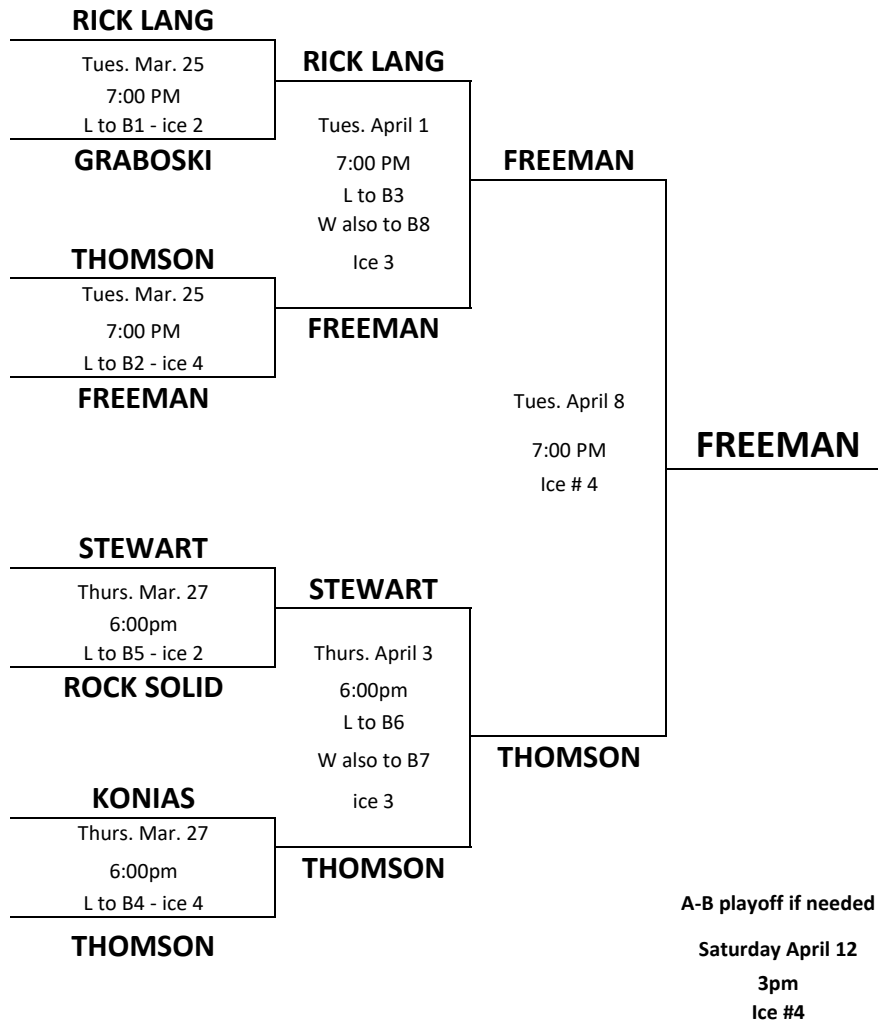 RICK LANG
Tues. Mar. 25
7:00 PM
L to B1 - ice 2
GRABOSKI
THOMSON
Tues. Mar. 25
7:00 PM
L to B2 - ice 4
FREEMAN
STEWART
Thurs. Mar. 27
6:00pm
L to B5 - ice 2
ROCK SOLID
KONIAS
Thurs. Mar. 27
6:00pm
L to B4 - ice 4
THOMSON
RICK LANG
Tues. April 1
7:00 PM
L to B3
W also to B8
Ice 3
FREEMAN
STEWART
Thurs. April 3
6:00pm
L to B6
W also to B7
ice 3
THOMSON
FREEMAN
Tues. April 8
7:00 PM
Ice # 4
THOMSON
FREEMAN
A-B playoff if needed
Saturday April 12
3pm
Ice #4